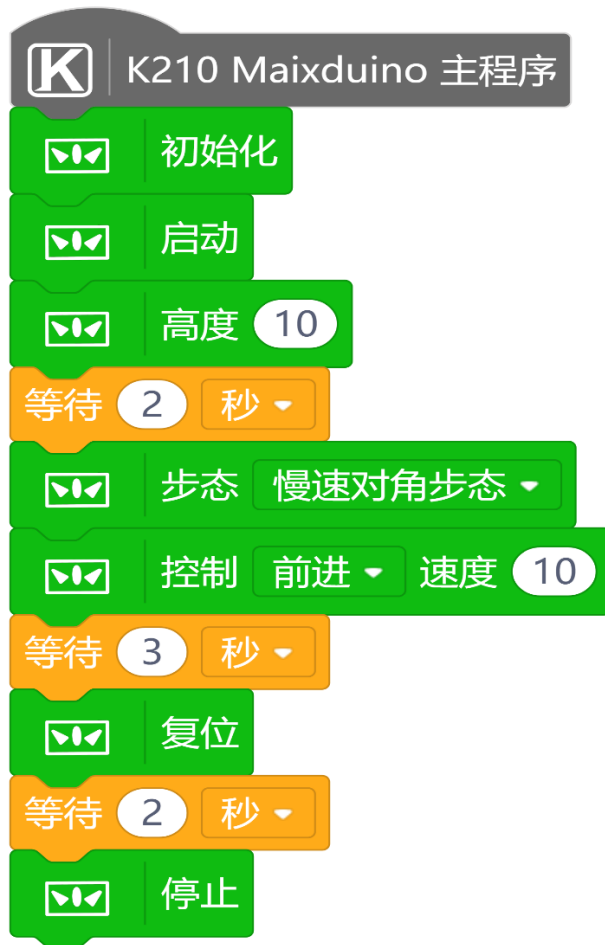 K K210 Maixduino 主程序
初始化
启动
高度 10
等待 2 秒
步态 慢速对角步态
控制 前进 速度 10
等待 3 秒
复位
等待 2 秒
停止